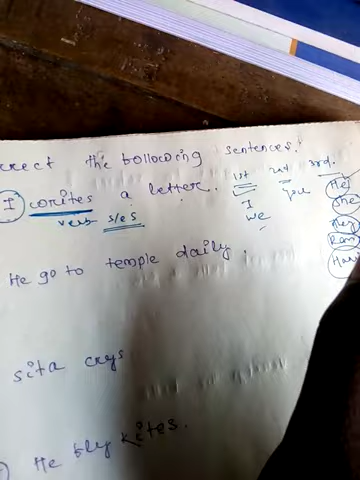 rrect the following sentences.
1st 2nd 3rd.
I writes a letter. I you He
verb s/es We She
They
Ram
Hari
He go to temple daily.
sita crys
He fly kites.